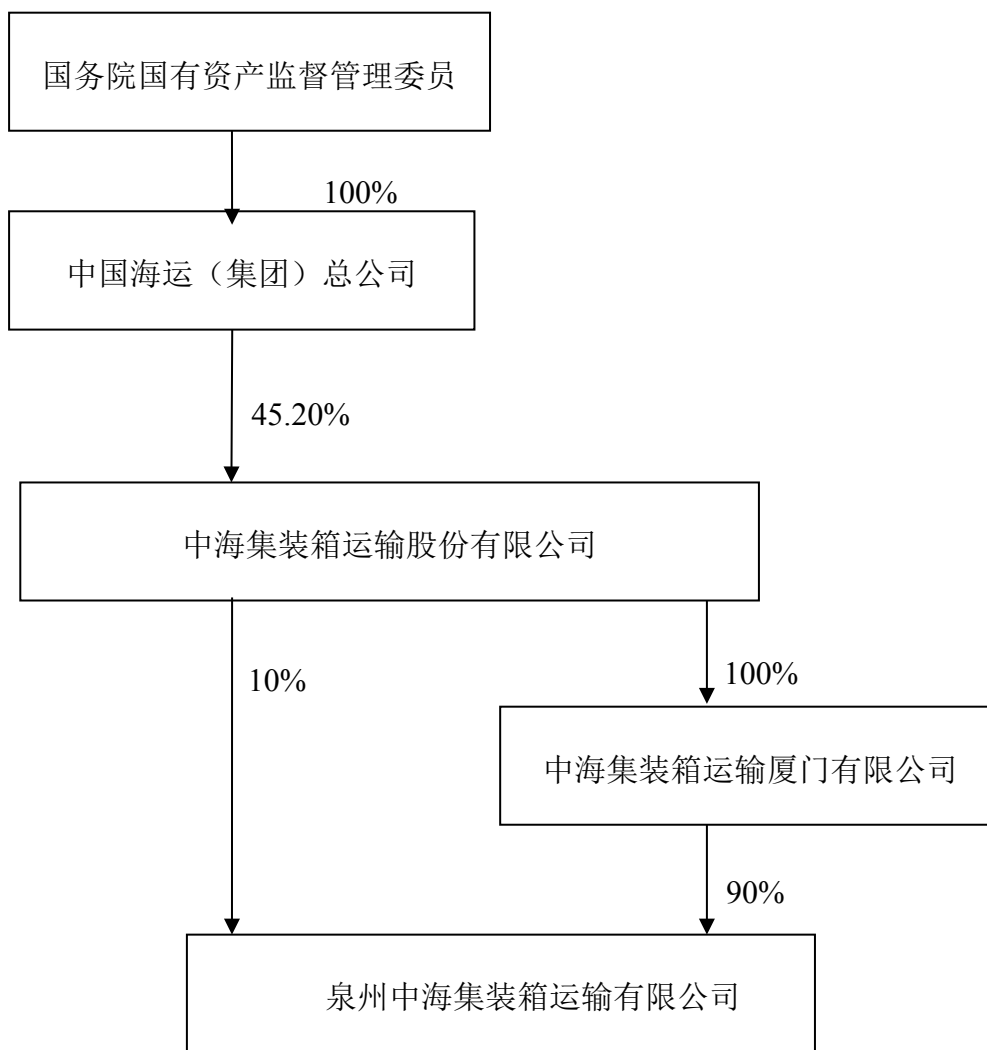 国务院国有资产监督管理委员
100%
中国海运（集团）总公司
45.20%
中海集装箱运输股份有限公司
10%
100%
中海集装箱运输厦门有限公司
90%
泉州中海集装箱运输有限公司